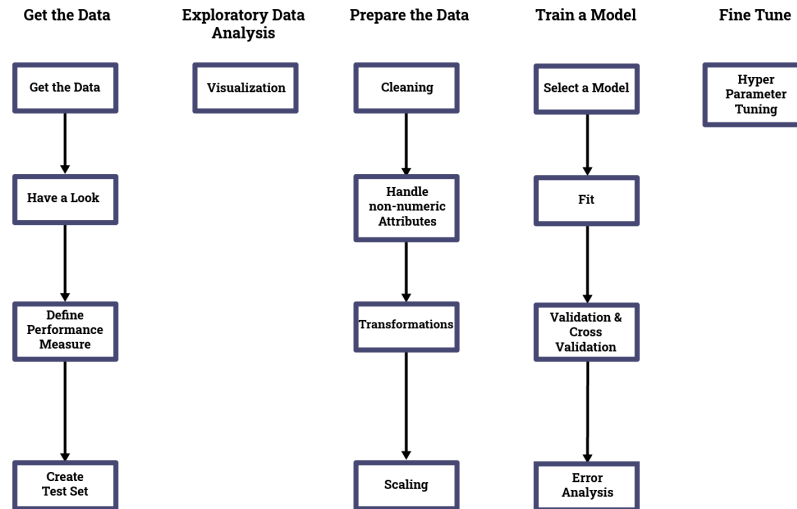 Get the Data
Exploratory Data
Analysis
Prepare the Data
Train a Model
Fine Tune
Get the Data
Have a Look
Define
Performance
Measure
Create
Test Set
Visualization
Cleaning
Handle
non-numeric
Attributes
Transformations
Scaling
Select a Model
Fit
Validation &
Cross
Validation
Error
Analysis
Hyper
Parameter
Tuning